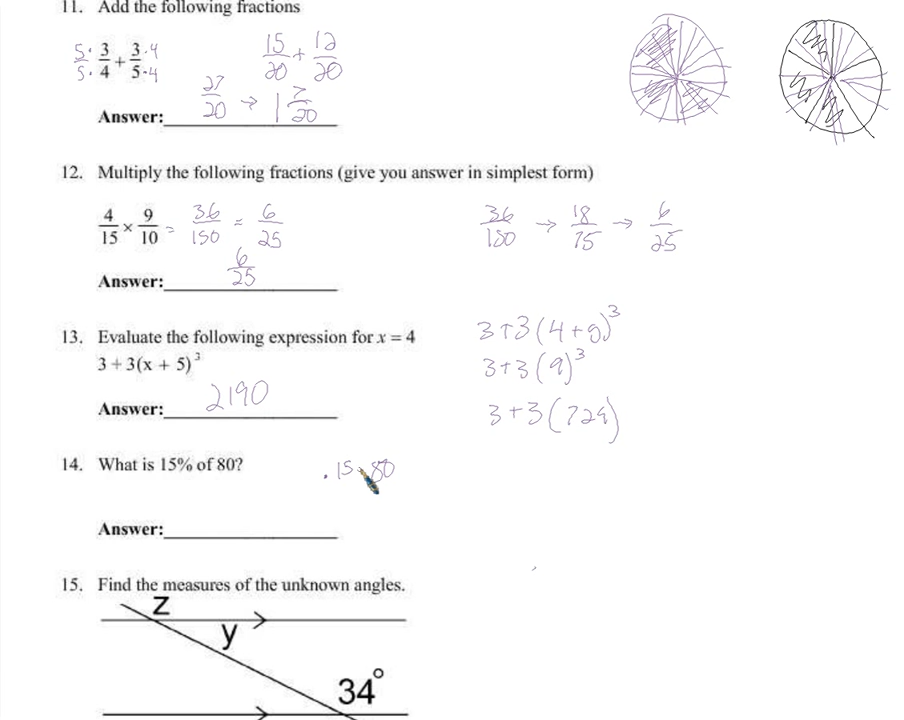 11. Add the following fractions
5· 3/4 + 3·4 15/20 + 12/20
5· 5·4
27/20 → 1 7/20
Answer:
12. Multiply the following fractions (give you answer in simplest form)
4/15 × 9/10 = 36/150 = 6/25 36/150 → 18/75 → 6/25
Answer: 6/25
13. Evaluate the following expression for x = 4 3+3(4+5)³
3 + 3(x + 5)³ 3+3(9)³
Answer: 2190 3+3(729)
14. What is 15% of 80? .15·80
Answer:
15. Find the measures of the unknown angles.
z
y
34°